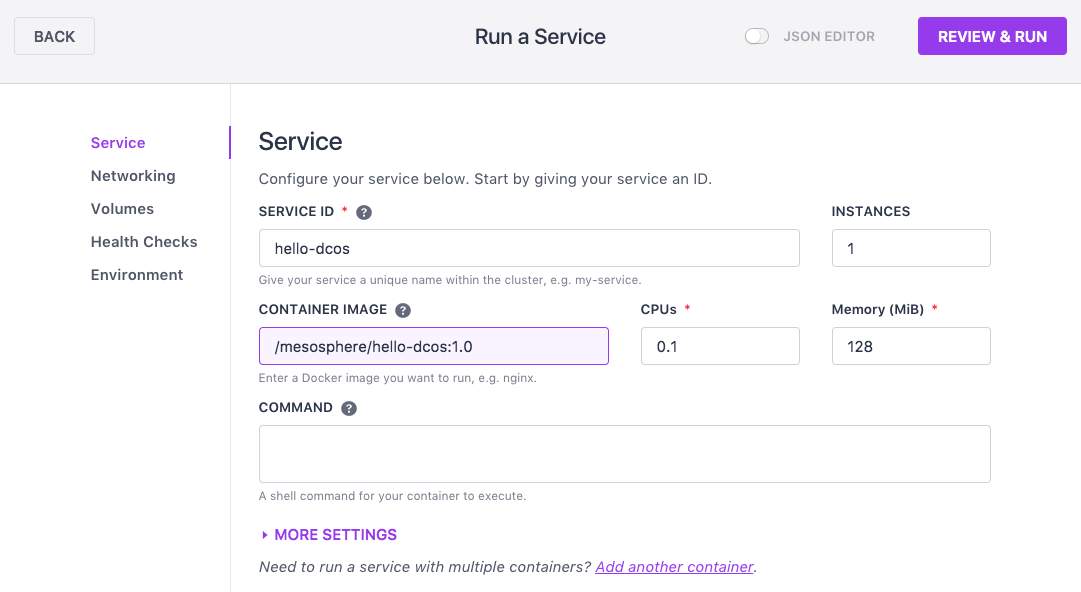 BACK
Run a Service
JSON EDITOR
REVIEW & RUN
Service
Networking
Volumes
Health Checks
Environment
Service
Configure your service below. Start by giving your service an ID.
SERVICE ID * ?
INSTANCES
hello-dcos
1
Give your service a unique name within the cluster, e.g. my-service.
CONTAINER IMAGE ?
CPUs *
Memory (MiB) *
/mesosphere/hello-dcos:1.0
0.1
128
Enter a Docker image you want to run, e.g. nginx.
COMMAND ?
A shell command for your container to execute.
MORE SETTINGS
Need to run a service with multiple containers? Add another container.